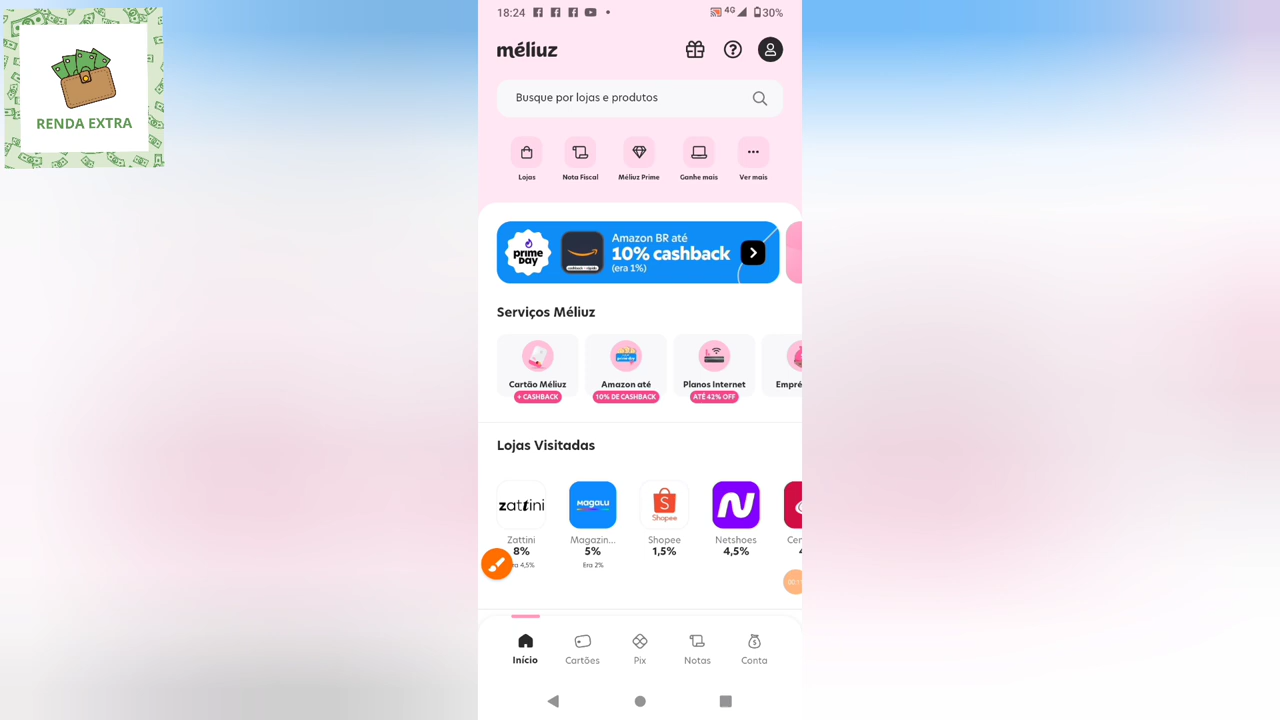 RENDA EXTRA
18:24
4G
30%
méliuz
Busque por lojas e produtos
Lojas
Nota Fiscal
Méliuz Prime
Ganhe mais
Ver mais
prime
Day
Amazon BR até
10% cashback
(era 1%)
Serviços Méliuz
Cartão Méliuz
+ CASHBACK
Amazon até
10% DE CASHBACK
Planos Internet
ATÉ 42% OFF
Empré
Lojas Visitadas
zattini
MAGALU
Shopee
Zattini
8%
a 4,5%
Magazin...
5%
Era 2%
Shopee
1,5%
Netshoes
4,5%
Cer
4
Início
Cartões
Pix
Notas
Conta